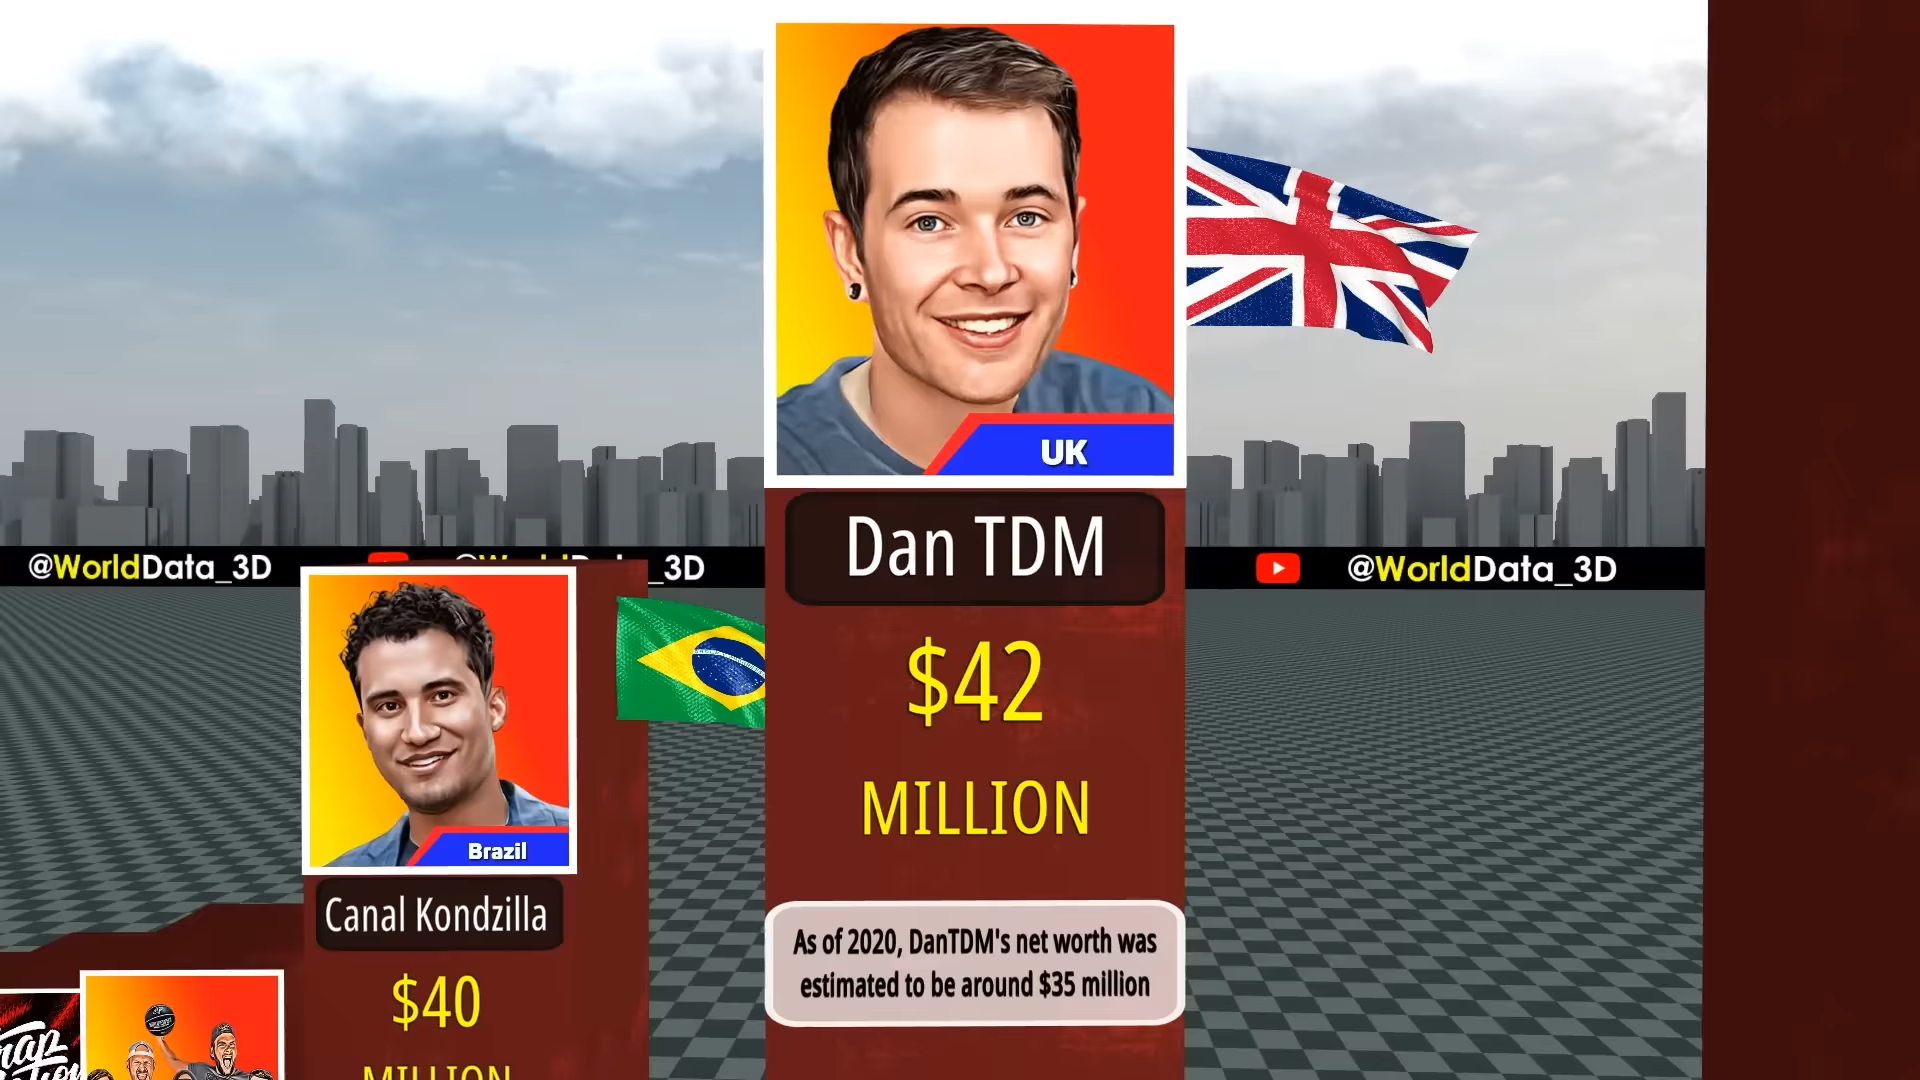 UK
Dan TDM
$42
MILLION
As of 2020, DanTDM's net worth was
estimated to be around $35 million
@WorldData_3D
_3D
@WorldData_3D
Brazil
Canal Kondzilla
$40
MILLION